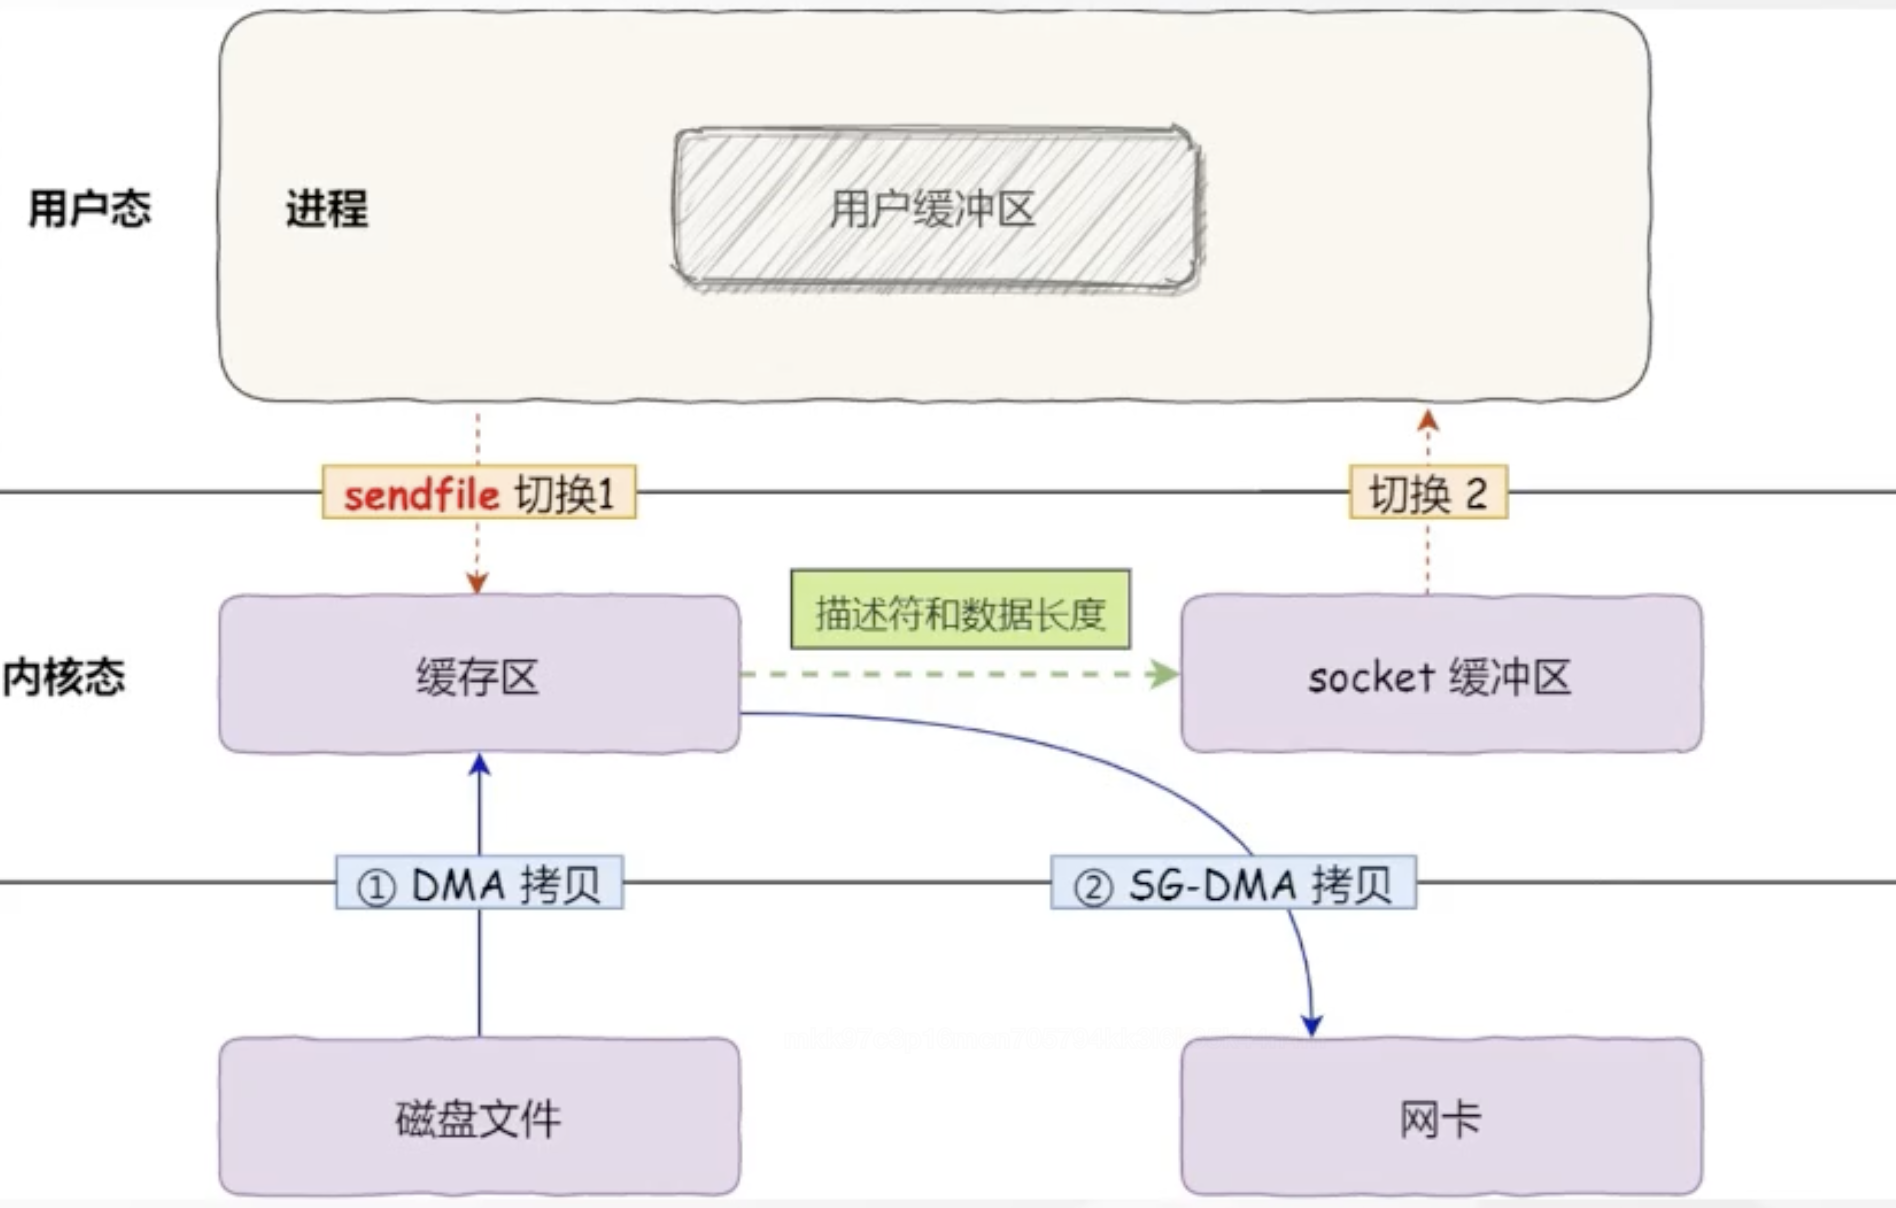 用户态
进程
用户缓冲区
sendfile 切换1
切换 2
描述符和数据长度
内核态
缓存区
socket 缓冲区
① DMA 拷贝
② SG-DMA 拷贝
磁盘文件
网卡